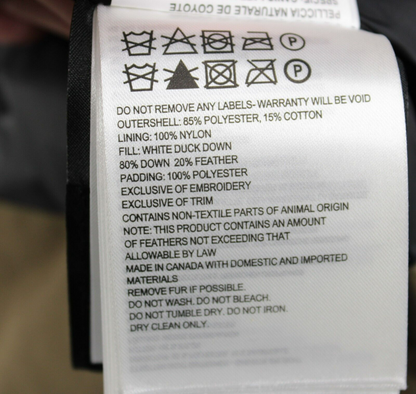 PELLICCIA NATURALE DE COYOTE
P
P
DO NOT REMOVE ANY LABELS- WARRANTY WILL BE VOID
OUTERSHELL: 85% POLYESTER, 15% COTTON
LINING: 100% NYLON
FILL: WHITE DUCK DOWN
80% DOWN 20% FEATHER
PADDING: 100% POLYESTER
EXCLUSIVE OF EMBROIDERY
EXCLUSIVE OF TRIM
CONTAINS NON-TEXTILE PARTS OF ANIMAL ORIGIN
NOTE: THIS PRODUCT CONTAINS AN AMOUNT
OF FEATHERS NOT EXCEEDING THAT
ALLOWABLE BY LAW
MADE IN CANADA WITH DOMESTIC AND IMPORTED
MATERIALS
REMOVE FUR IF POSSIBLE.
DO NOT WASH. DO NOT BLEACH.
DO NOT TUMBLE DRY. DO NOT IRON.
DRY CLEAN ONLY.